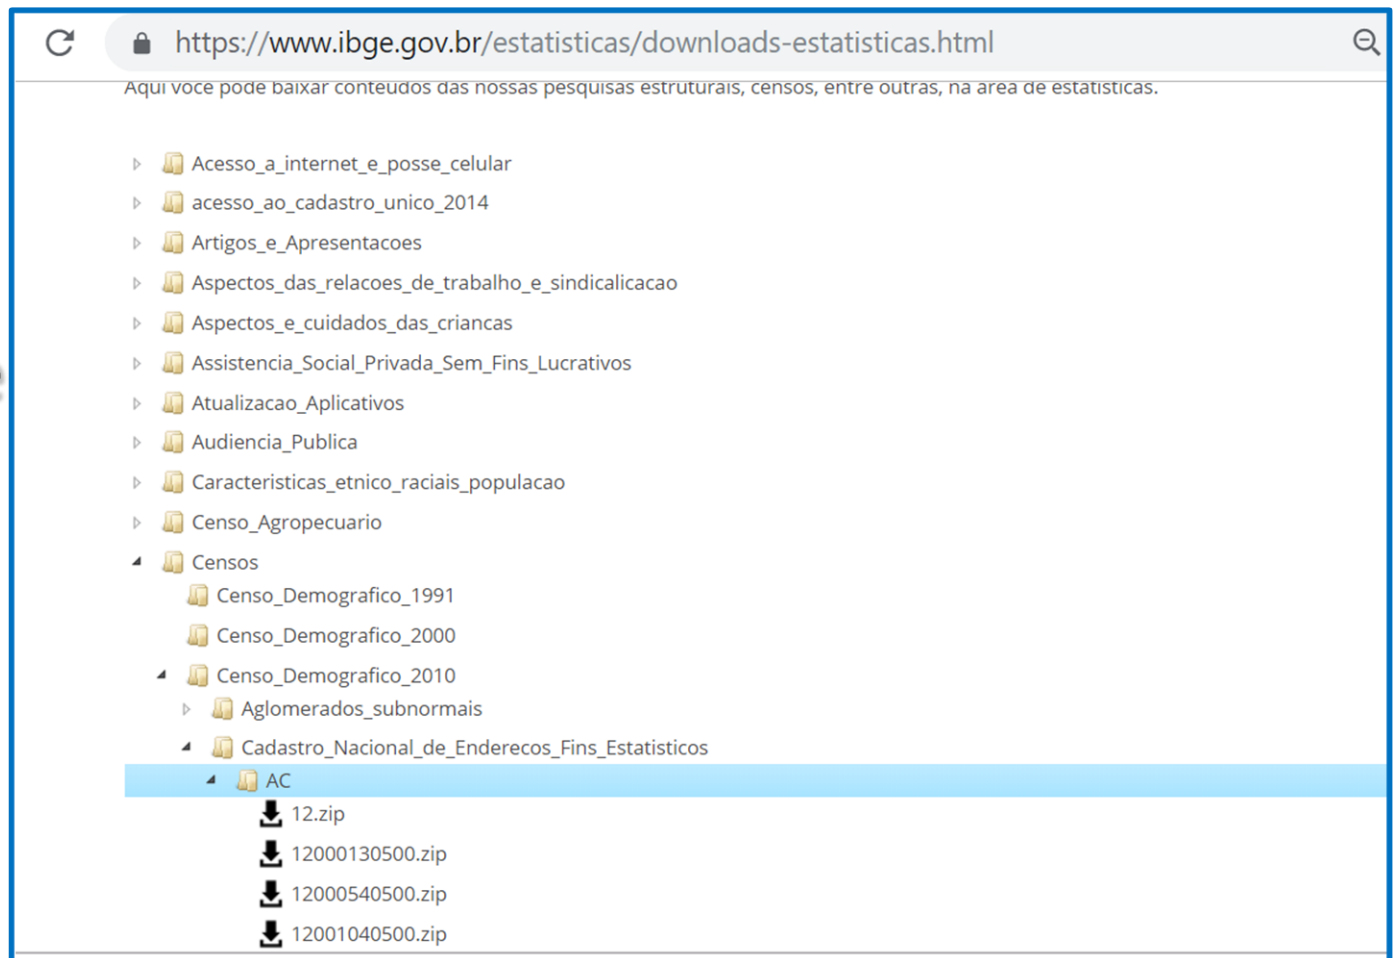 https://www.ibge.gov.br/estatisticas/downloads-estatisticas.html
Aqui você pode baixar conteúdos das nossas pesquisas estruturais, censos, entre outras, na área de estatísticas.
Acesso_a_internet_e_posse_celular
acesso_ao_cadastro_unico_2014
Artigos_e_Apresentacoes
Aspectos_das_relacoes_de_trabalho_e_sindicalicacao
Aspectos_e_cuidados_das_criancas
Assistencia_Social_Privada_Sem_Fins_Lucrativos
Atualizacao_Aplicativos
Audiencia_Publica
Caracteristicas_etnico_raciais_populacao
Censo_Agropecuario
Censos
Censo_Demografico_1991
Censo_Demografico_2000
Censo_Demografico_2010
Aglomerados_subnormais
Cadastro_Nacional_de_Enderecos_Fins_Estatisticos
AC
12.zip
12000130500.zip
12000540500.zip
12001040500.zip